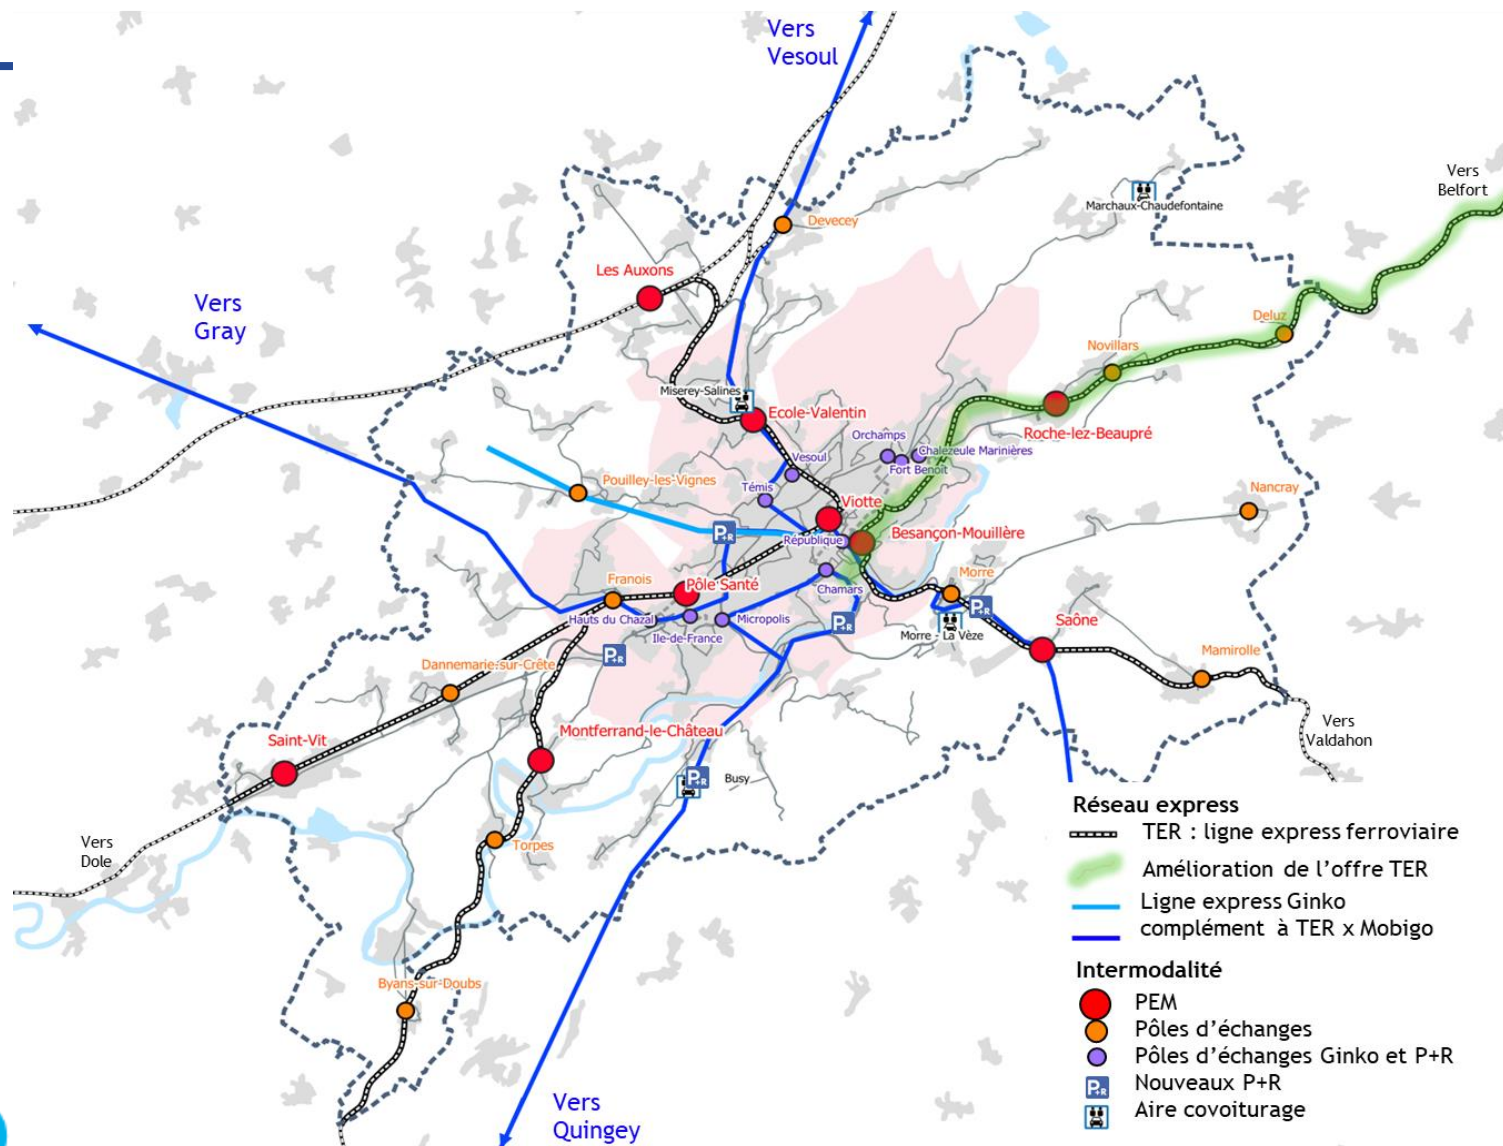 Vers
Vesoul
Vers
Belfort
Marchaux-Chaudefontaine
Devecey
Les Auxons
Vers
Gray
Deluz
Novillars
Miserey-Salines
Ecole-Valentin
Roche-lez-Beaupré
Orchamps
Chalezeule Marinières
Fort Benoit
Vesoul
Pouilley-les-Vignes
Témis
Nancray
Viotte
P+R
République
Besançon-Mouillère
Franois
Pôle Santé
Morre
Chamars
P+R
Hauts du Chazal
Micropolis
P+R
Saône
Ile-de-France
Morre - La Vèze
P+R
Dannemarie-sur-Crête
Mamirolle
Saint-Vit
Montferrand-le-Château
Vers
Valdahon
P+R
Busy
Vers
Dole
Torpes
Byans-sur-Doubs
Vers
Quingey
Réseau express
TER : ligne express ferroviaire
Amélioration de l'offre TER
Ligne express Ginko
complément à TER x Mobigo
Intermodalité
PEM
Pôles d'échanges
Pôles d'échanges Ginko et P+R
P+R
Nouveaux P+R
Aire covoiturage